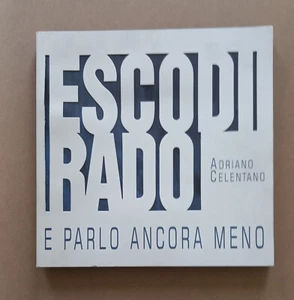 ESCO DI
RADO
ADRIANO
CELENTANO
E PARLO ANCORA MENO